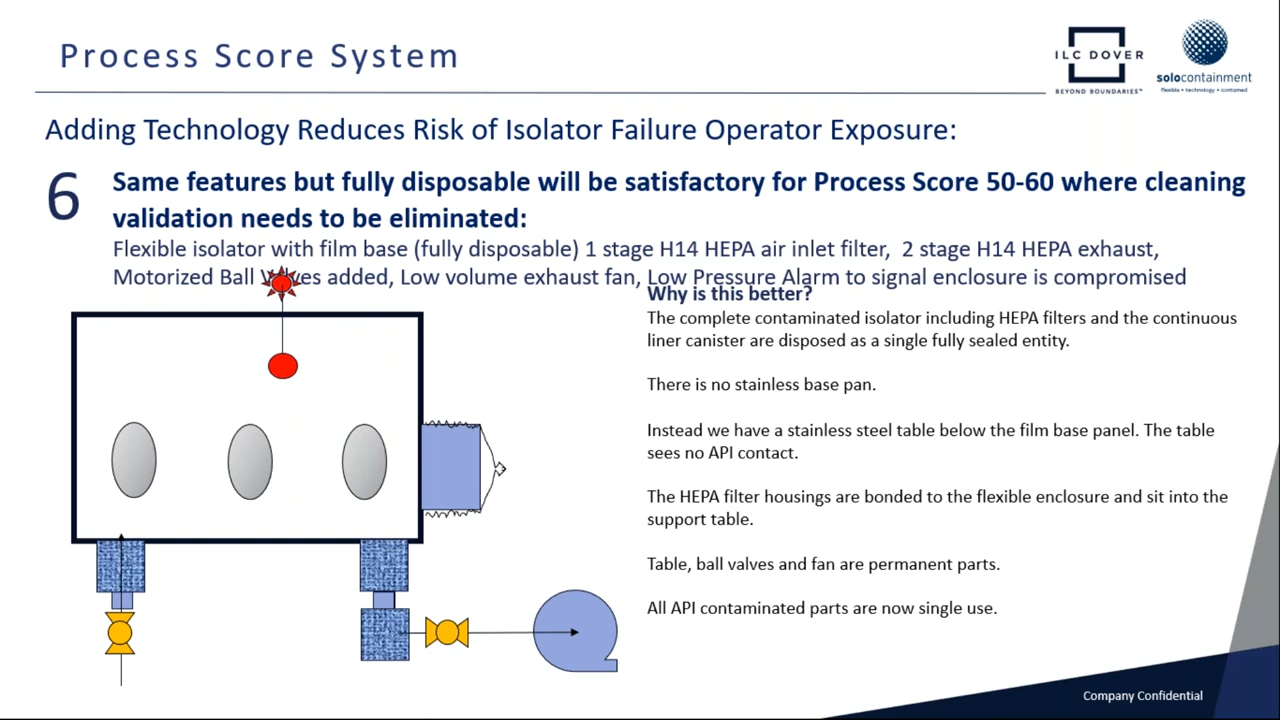 Process Score System
ILC DOVER
BEYOND BOUNDARIES™
solocontainment
flexible • technology • contained
Adding Technology Reduces Risk of Isolator Failure Operator Exposure:
6
Same features but fully disposable will be satisfactory for Process Score 50-60 where cleaning
validation needs to be eliminated:
Flexible isolator with film base (fully disposable) 1 stage H14 HEPA air inlet filter, 2 stage H14 HEPA exhaust,
Motorized Ball Valves added, Low volume exhaust fan, Low Pressure Alarm to signal enclosure is compromised
Why is this better?
The complete contaminated isolator including HEPA filters and the continuous
liner canister are disposed as a single fully sealed entity.
There is no stainless base pan.
Instead we have a stainless steel table below the film base panel. The table
sees no API contact.
The HEPA filter housings are bonded to the flexible enclosure and sit into the
support table.
Table, ball valves and fan are permanent parts.
All API contaminated parts are now single use.
Company Confidential